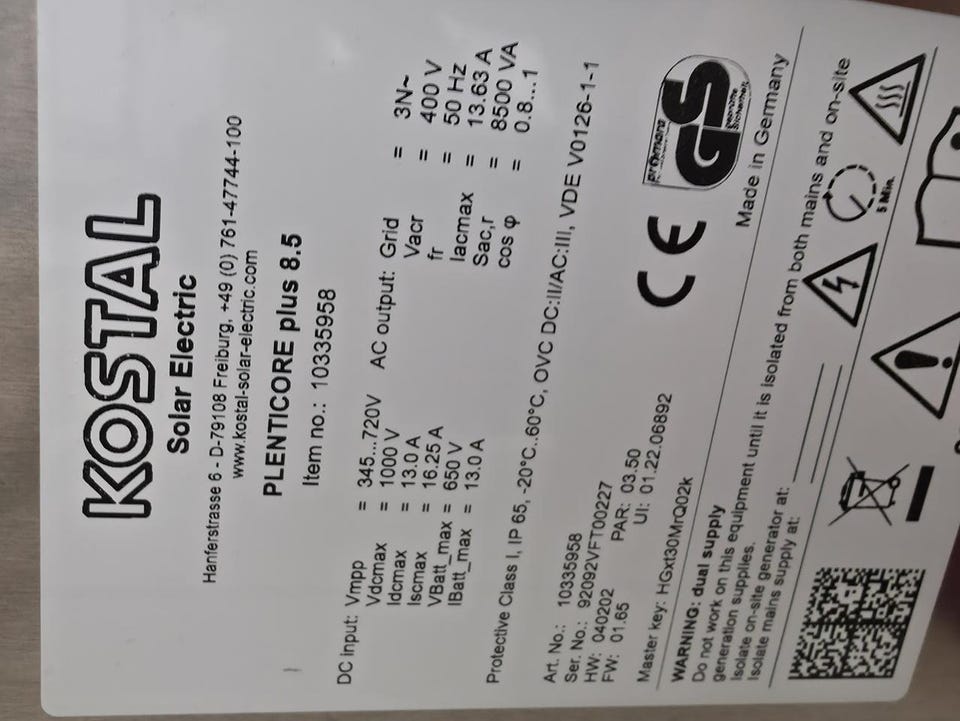 KOSTAL
Solar Electric
Hanferstrasse 6 - D-79108 Freiburg, +49 (0) 761-47744-100
www.kostal-solar-electric.com
PLENTICORE plus 8.5
Item no.: 10335958
DC input: Vmpp = 345...720V
Vdcmax = 1000 V
Idcmax = 13.0 A
Iscmax = 16.25 A
VBatt_max = 650 V
IBatt_max = 13.0 A
AC output: Grid = 3N~
Vacr = 400 V
fr = 50 Hz
Iacmax = 13.63 A
Sac,r = 8500 VA
cos φ = 0.8...1
Protective Class I, IP 65, -20°C...60°C, OVC DC:II/AC:III, VDE V0126-1-1
Art. No.: 10335958
Ser. No.: 92092VFT00227
HW: 040202 PAR: 03.50
FW: 01.65 UI: 01.22.06892
Master key: HGxt30MrQ02k
CE
primara
GS
geprüfte
Sicherheit
Made in Germany
WARNING: dual supply
Do not work on this equipment until it is isolated from both mains and on-site
generation supplies.
Isolate on-site generator at:
Isolate mains supply at:
5 Min.